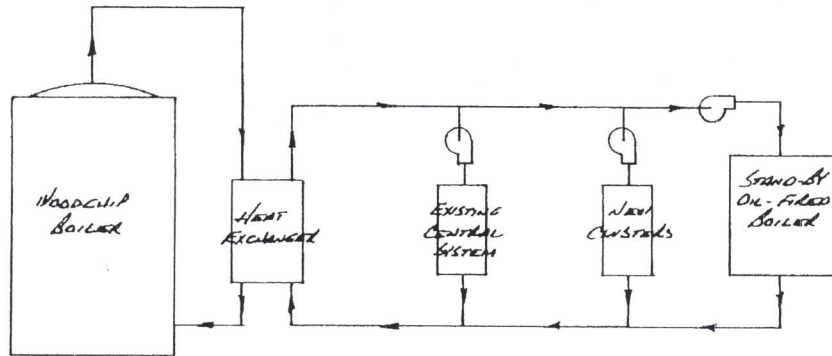 WOODCHIP
BOILER
HEAT
EXCHANGER
EXISTING
CENTRAL
SYSTEM
NEW
CLUSTERS
STAND-BY
OIL-FIRED
BOILER